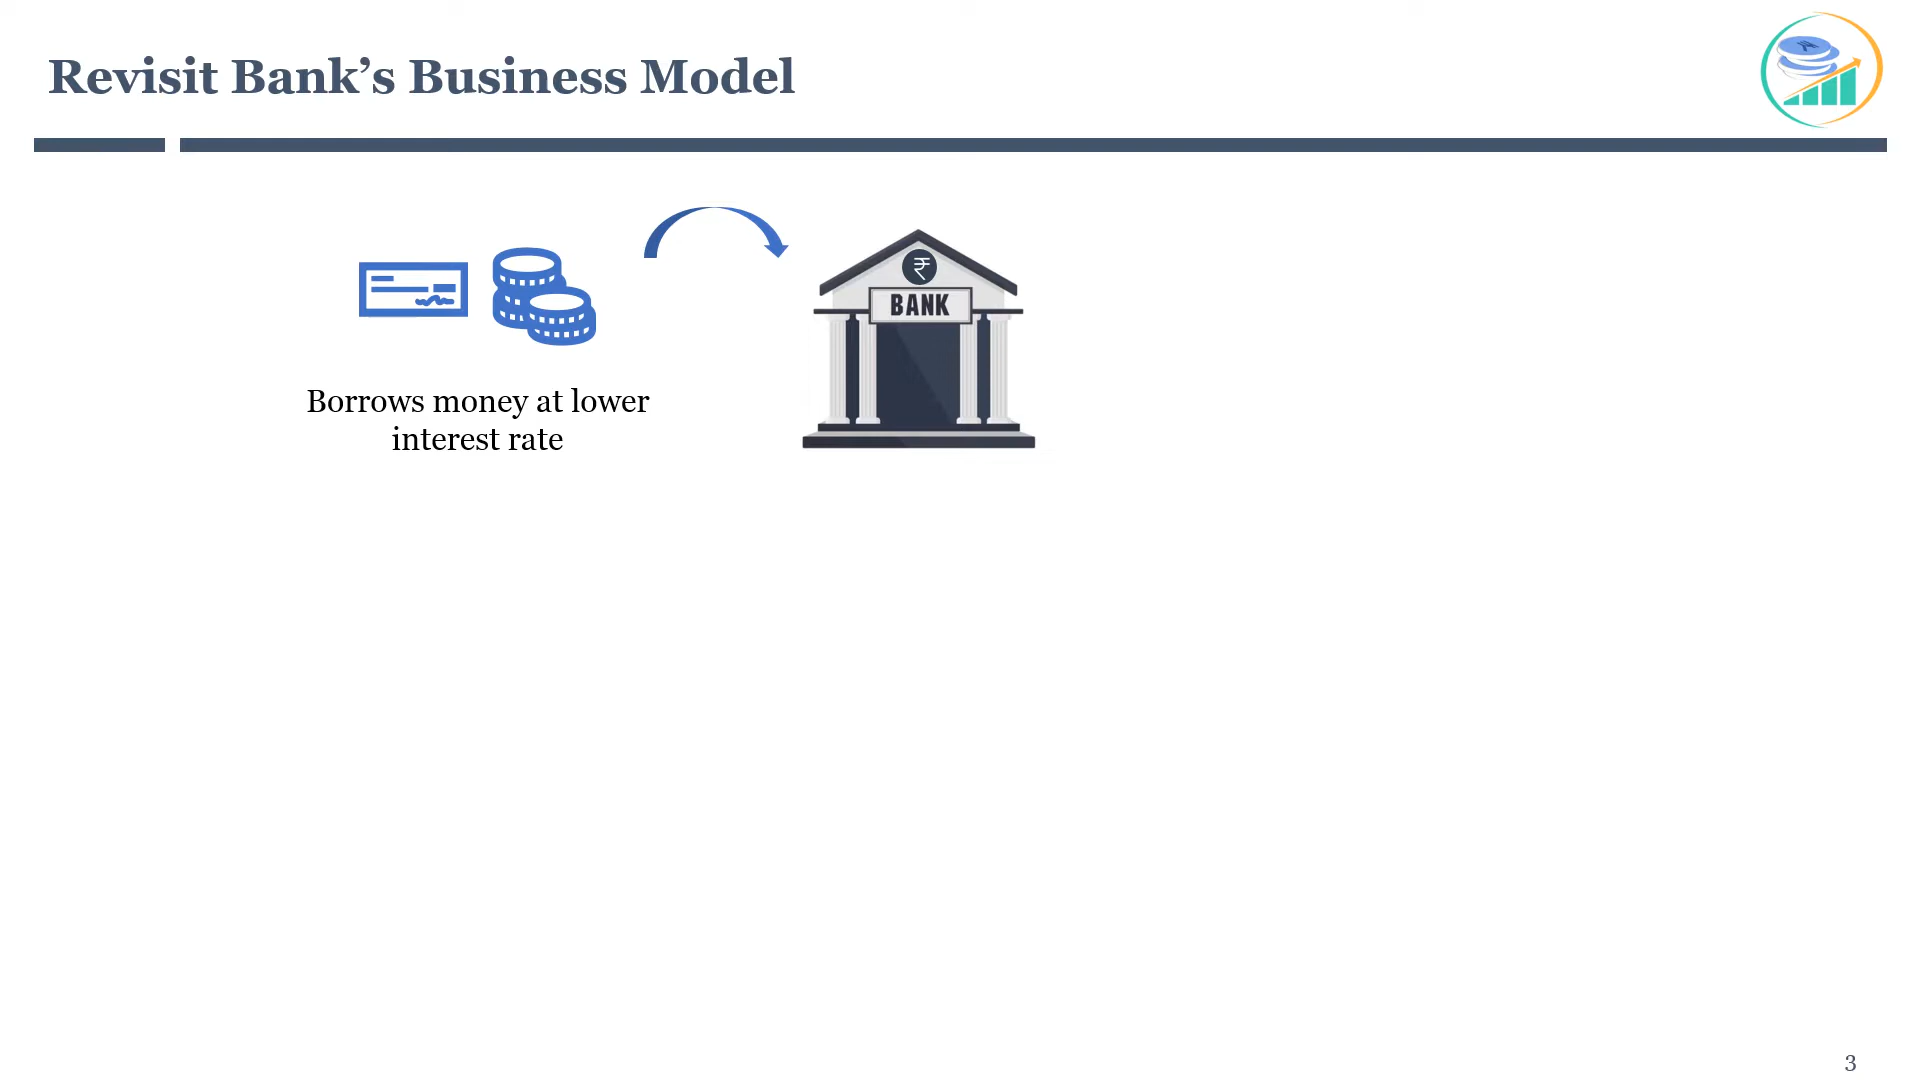 Revisit Bank’s Business Model
₹
BANK
Borrows money at lower
interest rate
3